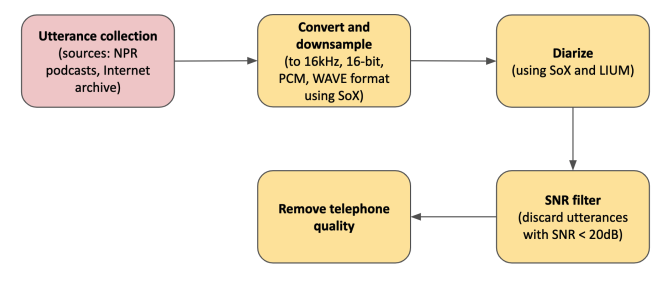 Utterance collection
(sources: NPR
podcasts, Internet
archive)
Convert and
downsample
(to 16kHz, 16-bit,
PCM, WAVE format
using SoX)
Diarize
(using SoX and LIUM)
SNR filter
(discard utterances
with SNR < 20dB)
Remove telephone
quality